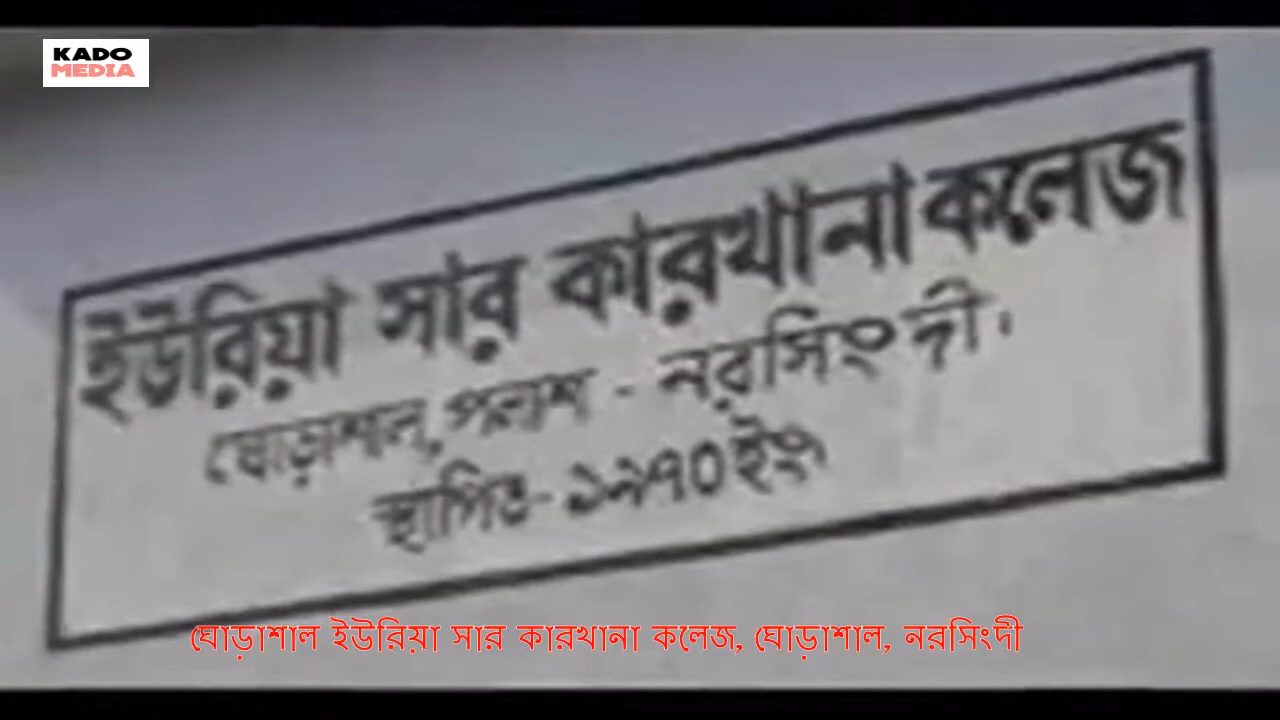 KADO
MEDIA
ইউরিয়া সার কারখানা কলেজ
ঘোড়াশাল, পলাশ - নরসিংদী.
স্থাপিত- ১৯৭০ইং
ঘোড়াশাল ইউরিয়া সার কারখানা কলেজ, ঘোড়াশাল, নরসিংদী